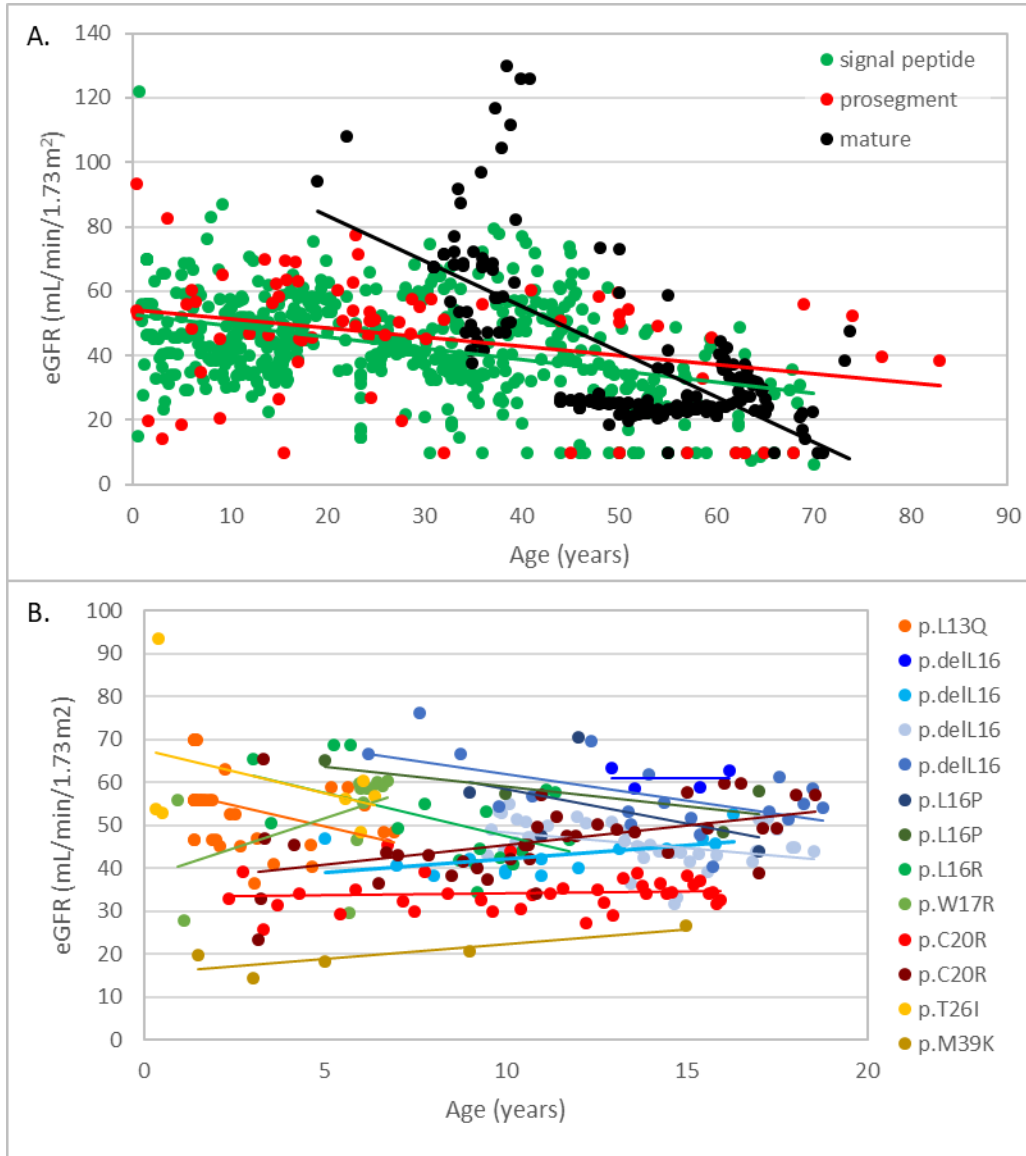 A.
140
120
100
80
60
40
20
0
eGFR (mL/min/1.73m²)
signal peptide
prosegment
mature
0 10 20 30 40 50 60 70 80 90
Age (years)
B.
100
90
80
70
60
50
40
30
20
10
0
eGFR (mL/min/1.73m2)
p.L13Q
p.delL16
p.delL16
p.delL16
p.delL16
p.L16P
p.L16P
p.L16R
p.W17R
p.C20R
p.C20R
p.T26I
p.M39K
0 5 10 15 20
Age (years)